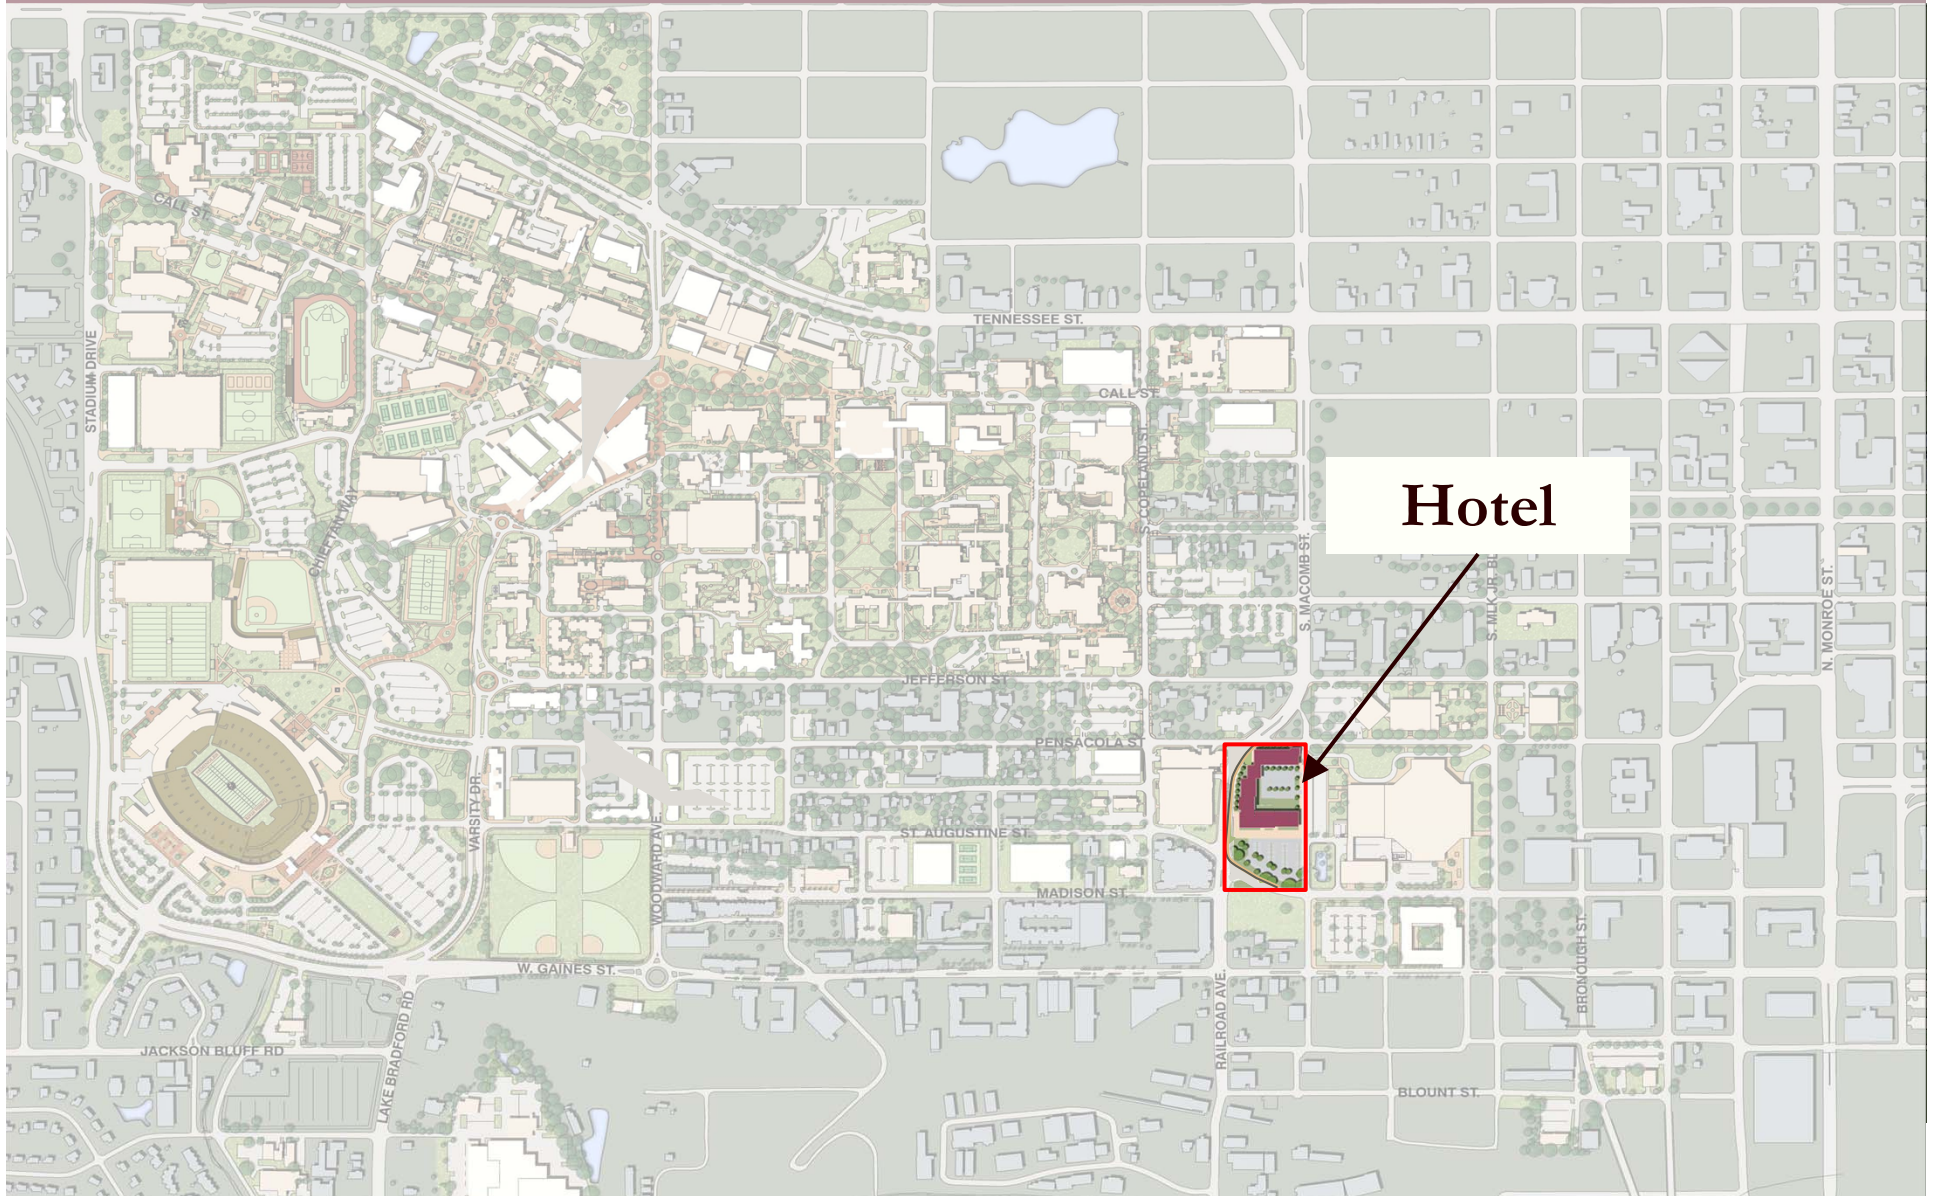 CALL ST.
TENNESSEE ST.
STADIUM DRIVE
CALL ST.
S. COPELAND ST.
CHIEFTAN WAY
Hotel
S. MACOMB ST.
S. MLK JR. BL
N. MONROE ST.
JEFFERSON ST
PENSACOLA ST
VARSITY DR
WOODWARD AVE.
ST. AUGUSTINE ST.
MADISON ST.
W. GAINES ST.
BRONOUGH ST.
RAILROAD AVE.
LAKE BRADFORD RD
JACKSON BLUFF RD
BLOUNT ST.